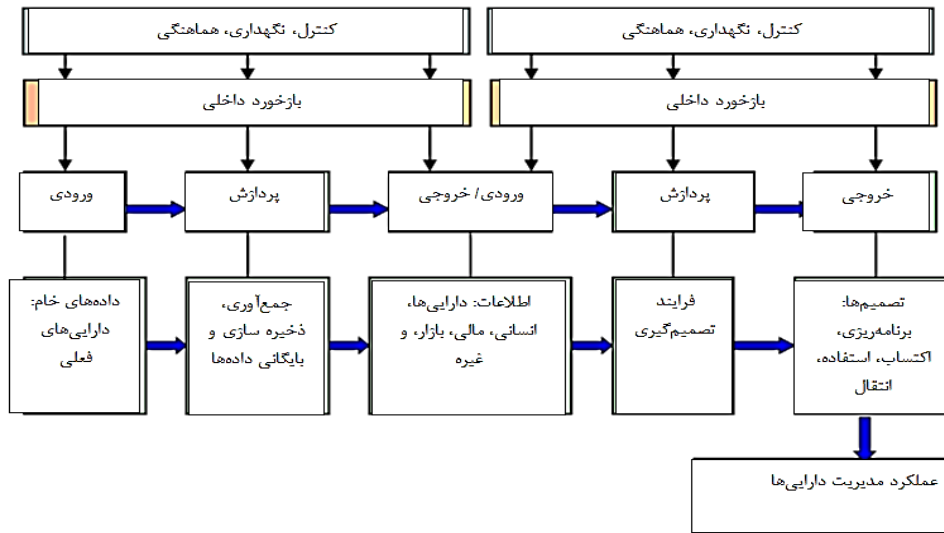 کنترل، نگهداری، هماهنگی
کنترل، نگهداری، هماهنگی
بازخورد داخلی
بازخورد داخلی
ورودی
پردازش
ورودی/ خروجی
پردازش
خروجی
داده‌های خام:
دارایی‌های
فعلی
جمع‌آوری،
ذخیره سازی و
بایگانی داده‌ها
اطلاعات: دارایی‌ها،
انسانی، مالی، بازار، و
غیره
فرایند
تصمیم‌گیری
تصمیم‌ها:
برنامه‌ریزی،
اکتساب، استفاده،
انتقال
عملکرد مدیریت دارایی‌ها